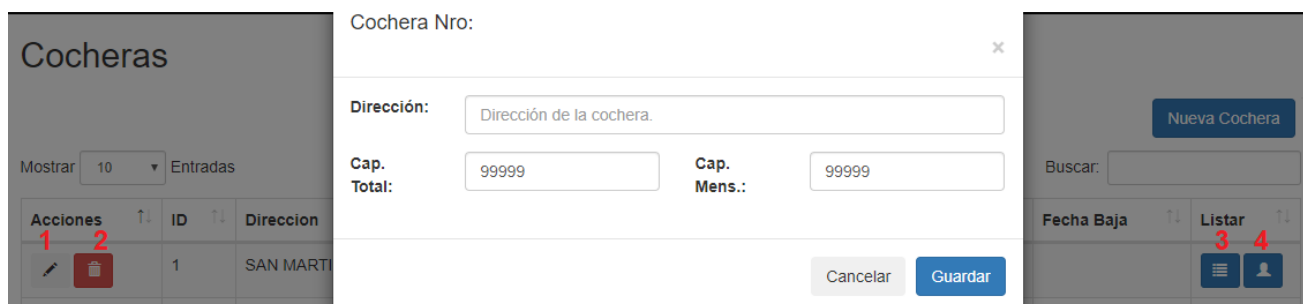 Cochera Nro:
×
Cocheras
Dirección: Dirección de la cochera.
Nueva Cochera
Mostrar 10 Entradas
Cap. Total: 99999 Cap. Mens.: 99999
Buscar:
Acciones ID Direccion Fecha Baja Listar
1 2 3 4
1 SAN MARTI
Cancelar Guardar